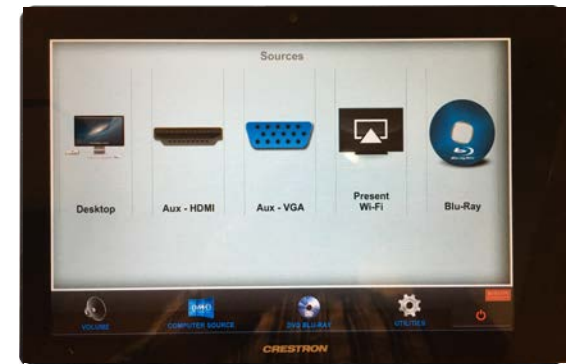 Sources
Desktop
Aux - HDMI
Aux - VGA
Present
Wi-Fi
Blu-Ray
VOLUME
COMPUTER SOURCE
DVD BLU-RAY
UTILITIES
CRESTRON